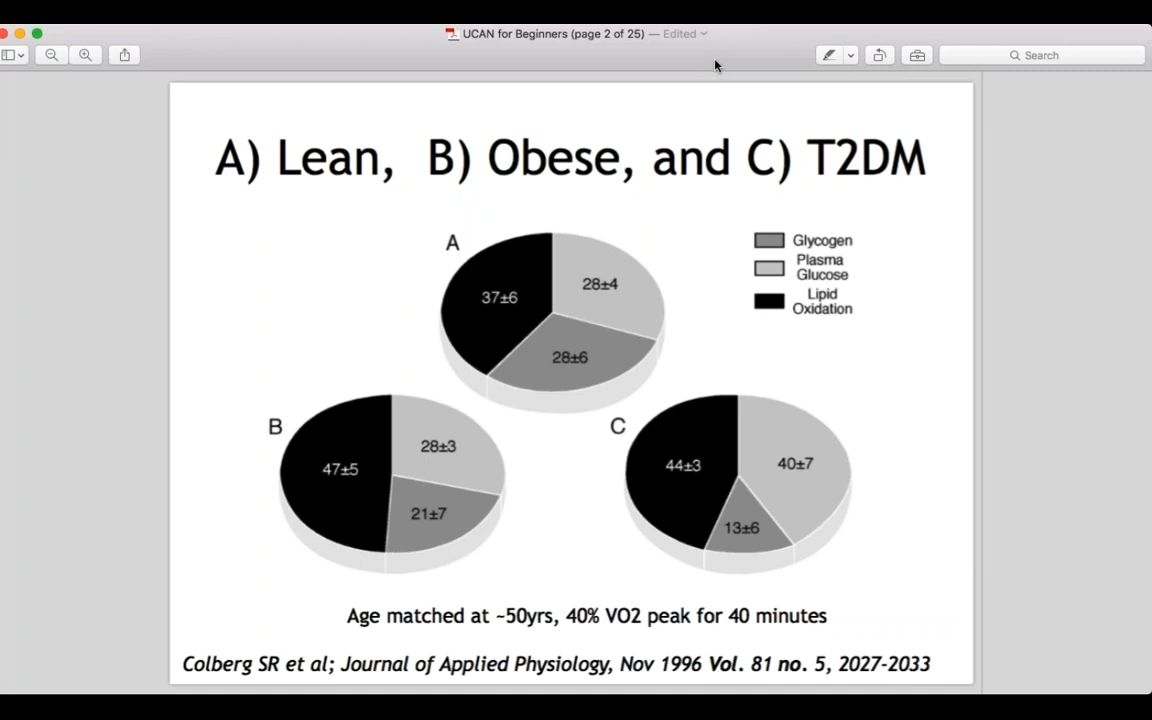 UCAN for Beginners (page 2 of 25) — Edited
Search
A) Lean, B) Obese, and C) T2DM
A
37±6
28±4
28±6
Glycogen
Plasma
Glucose
Lipid
Oxidation
B
47±5
28±3
21±7
C
44±3
40±7
13±6
Age matched at ~50yrs, 40% VO2 peak for 40 minutes
Colberg SR et al; Journal of Applied Physiology, Nov 1996 Vol. 81 no. 5, 2027-2033